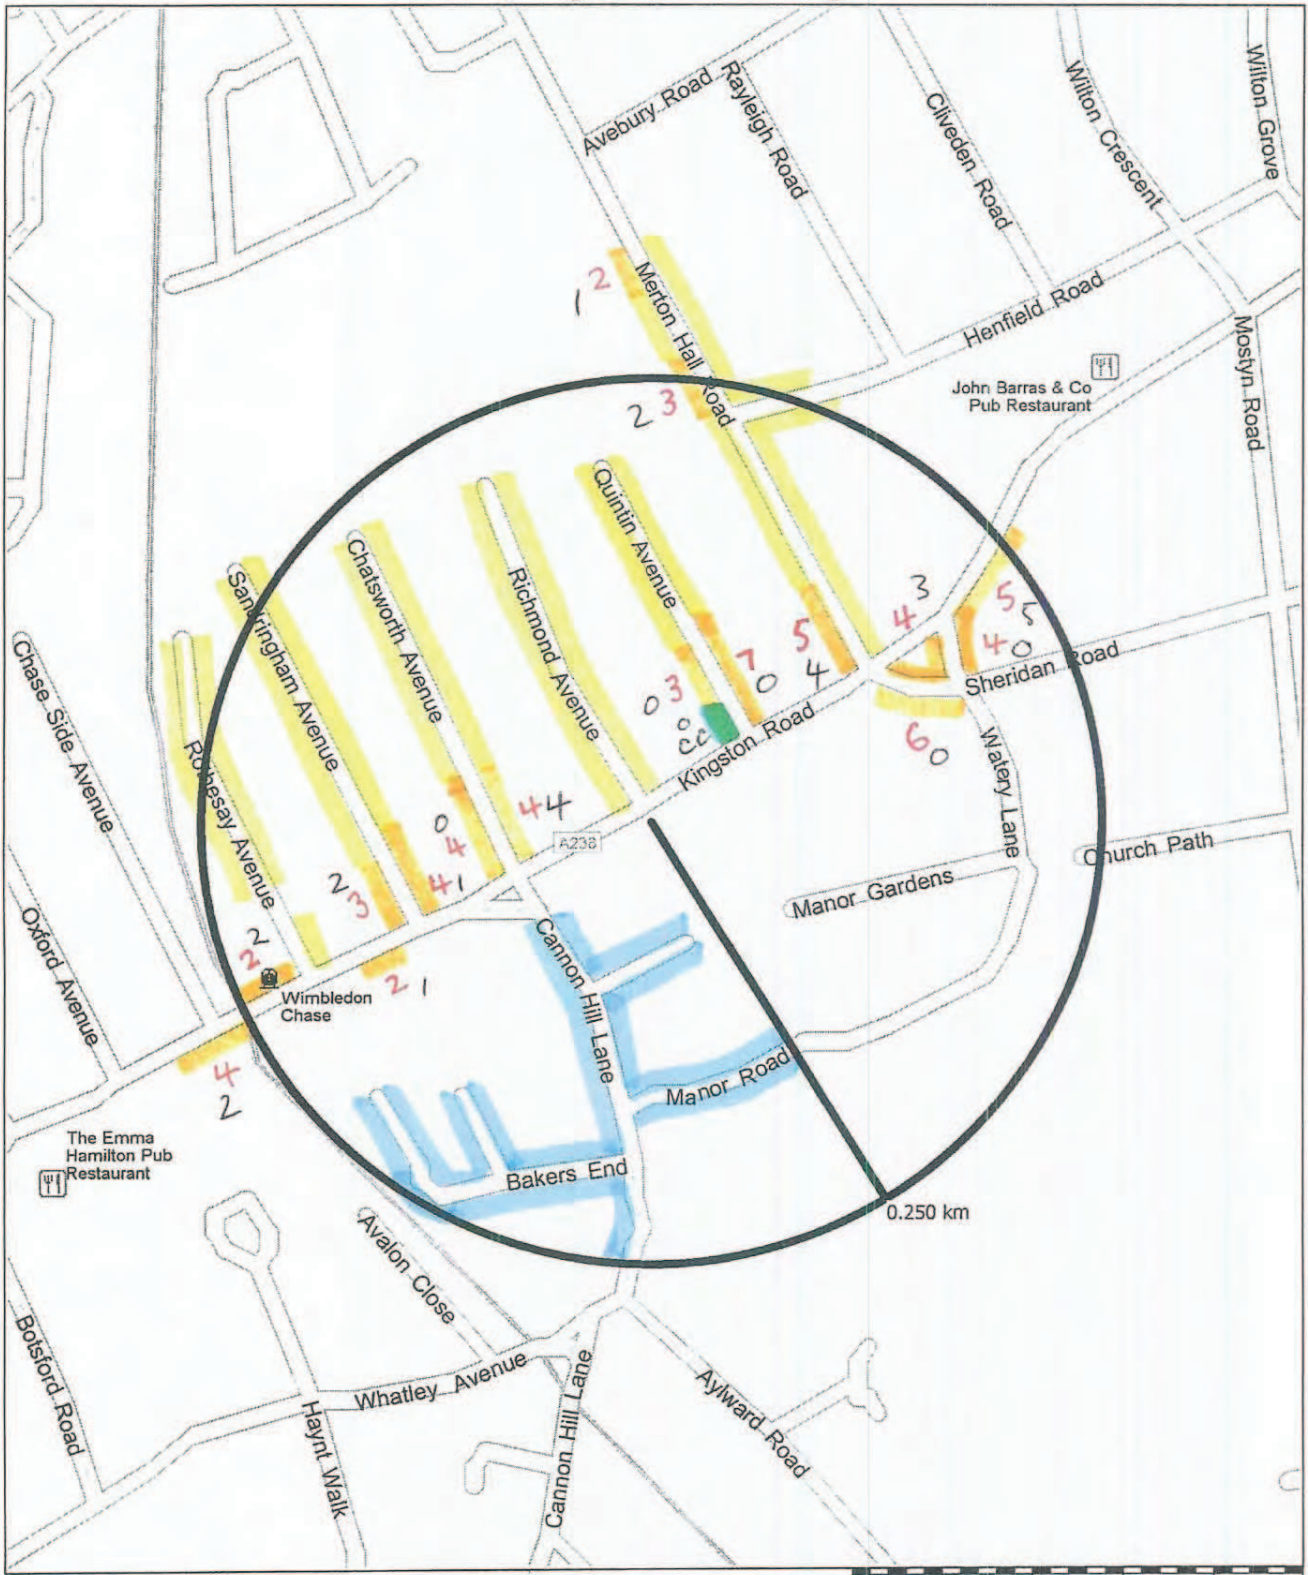 Avebury Road
Rayleigh Road
Cliveden Road
Wilton Crescent
Wilton Grove
Merton Hall Road
2
1
Henfield Road
Mostyn Road
John Barras & Co
Pub Restaurant
3
2
Quintin Avenue
Chatsworth Avenue
Sandringham Avenue
Richmond Avenue
Chase Side Avenue
Rothesay Avenue
3
4
5
5
4
0
Sheridan Road
5
4
7
0
3
0
0
CC
6
0
Kingston Road
Watery Lane
A238
4 4
0
4
4 1
2
3
2
2
2 1
Church Path
Manor Gardens
Oxford Avenue
Wimbledon
Chase
Cannon Hill Lane
4
2
Manor Road
The Emma
Hamilton Pub
Restaurant
Bakers End
0.250 km
Avalon Close
Botsford Road
Whatley Avenue
Haynt Walk
Cannon Hill Lane
Aylward Road